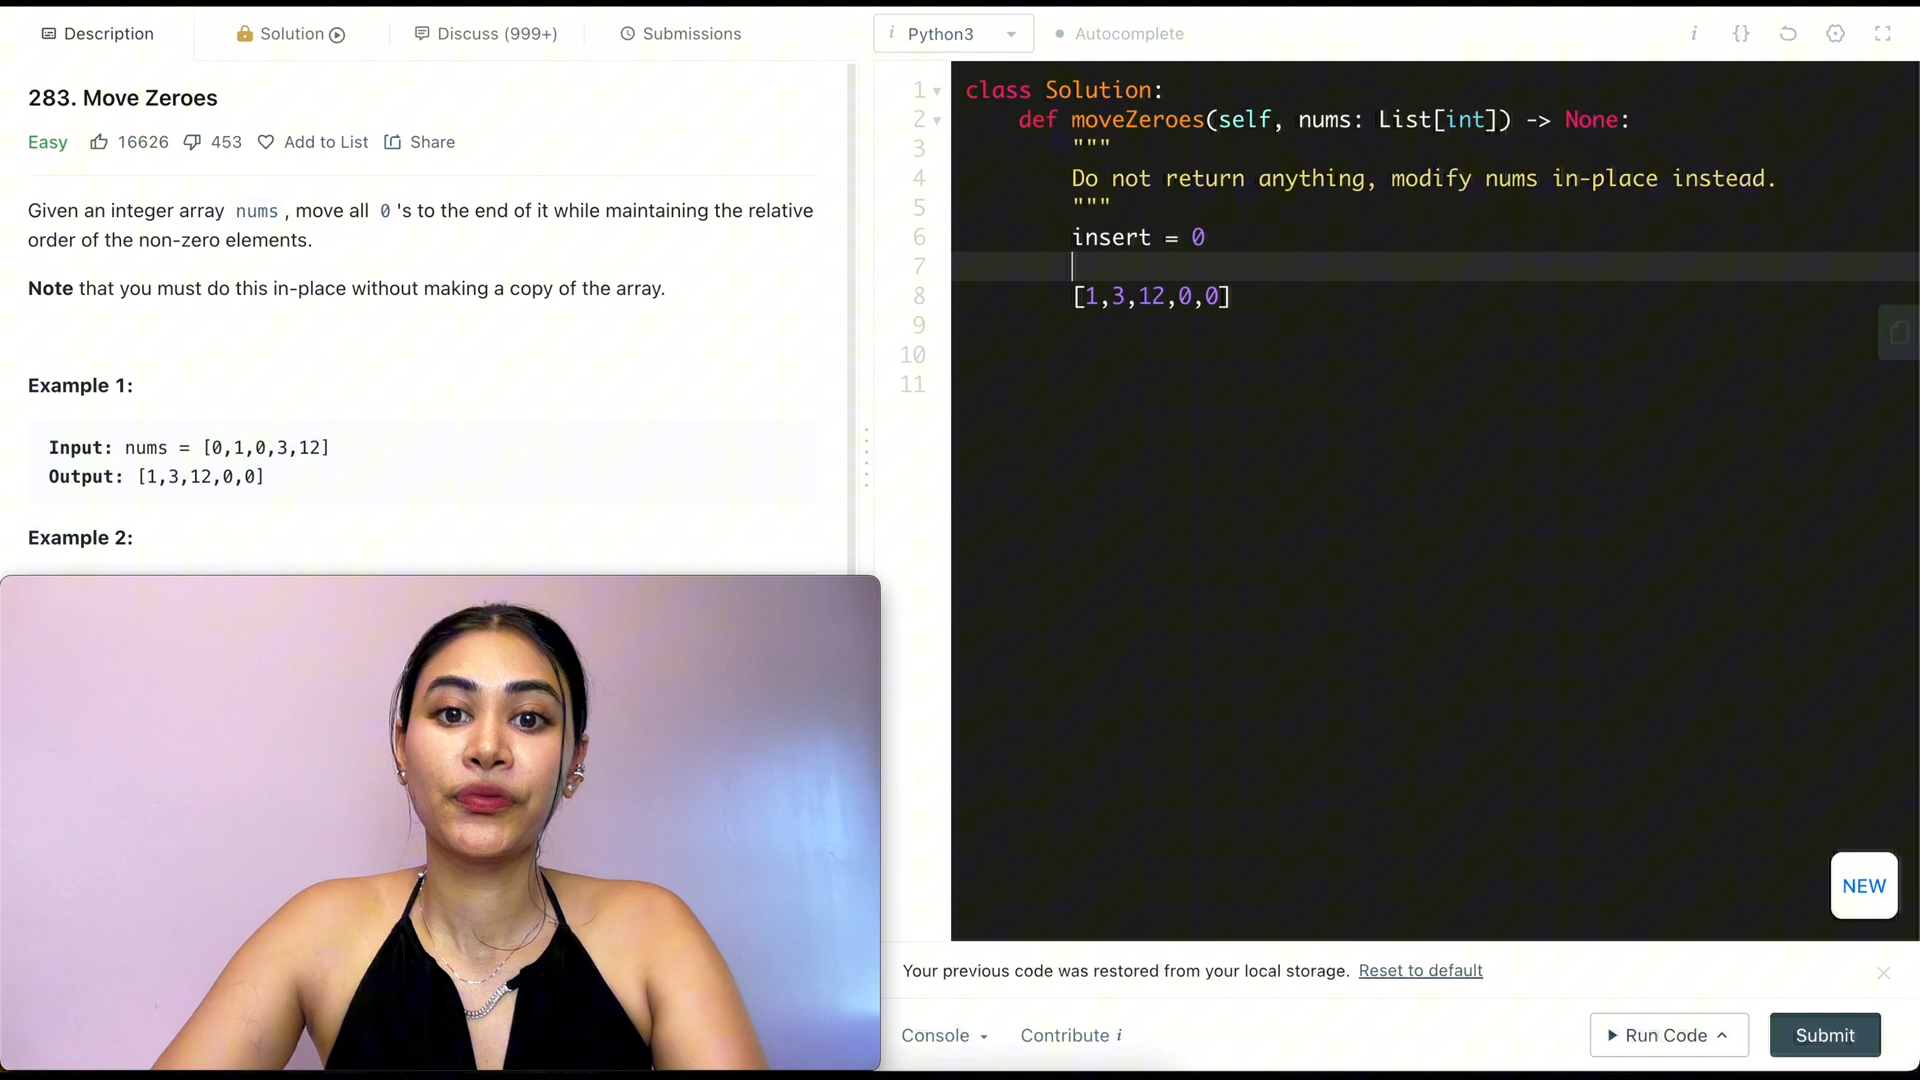 Description
Solution
Discuss (999+)
Submissions
i Python3
Autocomplete
i
{}
283. Move Zeroes
Easy 16626 453 Add to List Share
Given an integer array nums , move all 0 's to the end of it while maintaining the relative
order of the non-zero elements.
Note that you must do this in-place without making a copy of the array.
Example 1:
Input: nums = [0,1,0,3,12]
Output: [1,3,12,0,0]
Example 2:
1 class Solution:
2 def moveZeroes(self, nums: List[int]) -> None:
3 """
4 Do not return anything, modify nums in-place instead.
5 """
6 insert = 0
7
8 [1,3,12,0,0]
9
10
11
NEW
Your previous code was restored from your local storage. Reset to default
Console
Contribute i
Run Code
Submit